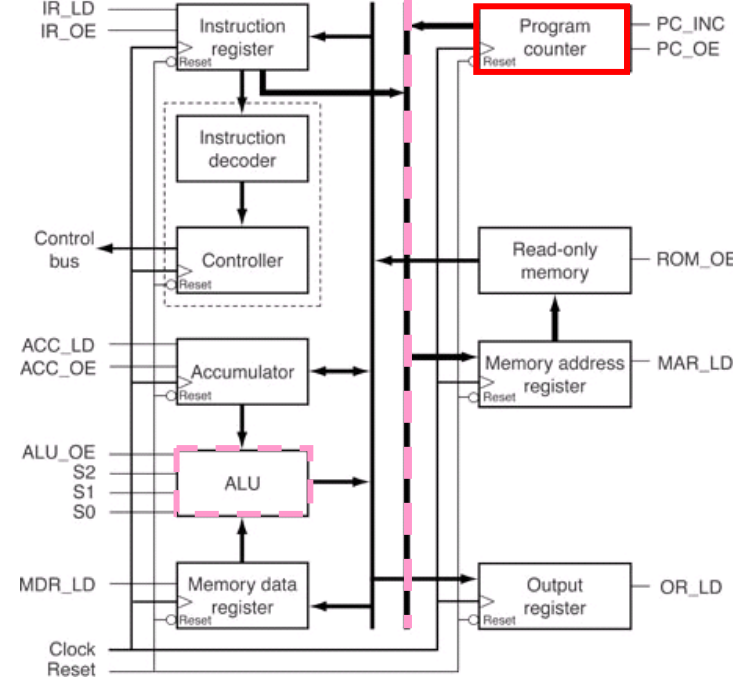 IR_LD
IR_OE
Instruction
register
Reset
Program
counter
Reset
PC_INC
PC_OE
Instruction
decoder
Control
bus
Controller
Reset
Read-only
memory
ROM_OE
ACC_LD
ACC_OE
Accumulator
Reset
Memory address
register
Reset
MAR_LD
ALU_OE
S2
S1
S0
ALU
MDR_LD
Memory data
register
Reset
Output
register
Reset
OR_LD
Clock
Reset